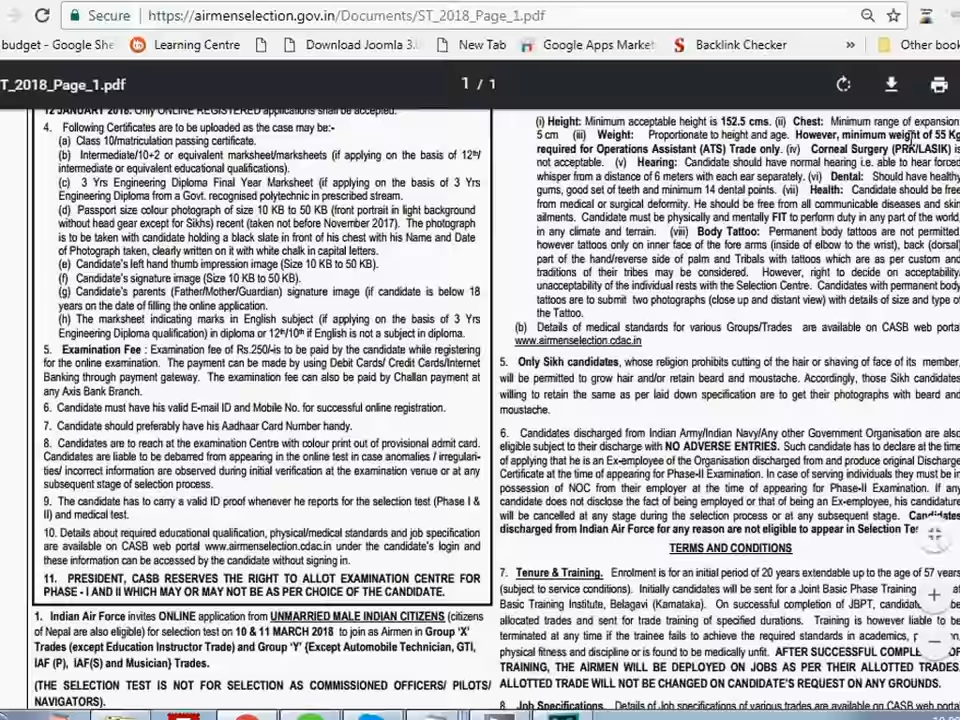 Secure https://airmenselection.gov.in/Documents/ST_2018_Page_1.pdf
budget - Google She Learning Centre Download Joomla 3. New Tab Google Apps Market Backlink Checker » Other book
T_2018_Page_1.pdf 1 / 1
12 JANUARY 2018. Only ONLINE REGISTERED applications shall be accepted.
4. Following Certificates are to be uploaded as the case may be:-
(a) Class 10/matriculation passing certificate.
(b) Intermediate/10+2 or equivalent marksheet/marksheets (if applying on the basis of 12th/
intermediate or equivalent educational qualifications).
(c) 3 Yrs Engineering Diploma Final Year Marksheet (if applying on the basis of 3 Yrs
Engineering Diploma from a Govt. recognised polytechnic in prescribed stream.
(d) Passport size colour photograph of size 10 KB to 50 KB (front portrait in light background
without head gear except for Sikhs) recent (taken not before November 2017). The photograph
is to be taken with candidate holding a black slate in front of his chest with his Name and Date
of Photograph taken, clearly written on it with white chalk in capital letters.
(e) Candidate's left hand thumb impression image (Size 10 KB to 50 KB).
(f) Candidate's signature image (Size 10 KB to 50 KB).
(g) Candidate's parents (Father/Mother/Guardian) signature image (if candidate is below 18
years on the date of filling the online application.
(h) The marksheet indicating marks in English subject (if applying on the basis of 3 Yrs
Engineering Diploma qualification) in diploma or 12th/10th if English is not a subject in diploma.
5. Examination Fee : Examination fee of Rs.250/-is to be paid by the candidate while registering
for the online examination. The payment can be made by using Debit Cards/ Credit Cards/Internet
Banking through payment gateway. The examination fee can also be paid by Challan payment at
any Axis Bank Branch.
6. Candidate must have his valid E-mail ID and Mobile No. for successful online registration.
7. Candidate should preferably have his Aadhaar Card Number handy.
8. Candidates are to reach at the examination Centre with colour print out of provisional admit card.
Candidates are liable to be debarred from appearing in the online test in case anomalies / irregulari-
ties/ incorrect information are observed during initial verification at the examination venue or at any
subsequent stage of selection process.
9. The candidate has to carry a valid ID proof whenever he reports for the selection test (Phase I &
II) and medical test.
10. Details about required educational qualification, physical/medical standards and job specification
are available on CASB web portal www.airmenselection.cdac.in under the candidate's login and
these information can be accessed by the candidate without signing in.
11. PRESIDENT, CASB RESERVES THE RIGHT TO ALLOT EXAMINATION CENTRE FOR
PHASE - I AND II WHICH MAY OR MAY NOT BE AS PER CHOICE OF THE CANDIDATE.
1. Indian Air Force invites ONLINE application from UNMARRIED MALE INDIAN CITIZENS (citizens
of Nepal are also eligible) for selection test on 10 & 11 MARCH 2018 to join as Airmen in Group 'X'
Trades (except Education Instructor Trade) and Group 'Y' {Except Automobile Technician, GTI,
IAF (P), IAF(S) and Musician} Trades.
(THE SELECTION TEST IS NOT FOR SELECTION AS COMMISSIONED OFFICERS/ PILOTS/
NAVIGATORS).
(i) Height: Minimum acceptable height is 152.5 cms. (ii) Chest: Minimum range of expansion:
5 cm (iii) Weight: Proportionate to height and age. However, minimum weight of 55 Kg
required for Operations Assistant (ATS) Trade only. (iv) Corneal Surgery (PRK/LASIK)
is not acceptable. (v) Hearing: Candidate should have normal hearing i.e. able to hear forced
whisper from a distance of 6 meters with each ear separately. (vi) Dental: Should have healthy
gums, good set of teeth and minimum 14 dental points. (vii) Health: Candidate should be free
from medical or surgical deformity. He should be free from all communicable diseases and skin
ailments. Candidate must be physically and mentally FIT to perform duty in any part of the world,
in any climate and terrain. (viii) Body Tattoo: Permanent body tattoos are not permitted
however tattoos only on inner face of the fore arms (inside of elbow to the wrist), back (dorsal)
part of the hand/reverse side of palm and Tribals with tattoos which are as per custom and
traditions of their tribes may be considered. However, right to decide on acceptability/
unacceptability of the individual rests with the Selection Centre. Candidates with permanent body
tattoos are to submit two photographs (close up and distant view) with details of size and type of
the Tattoo.
(b) Details of medical standards for various Groups/Trades are available on CASB web portal
www.airmenselection.cdac.in
5. Only Sikh candidates, whose religion prohibits cutting of the hair or shaving of face of its member,
will be permitted to grow hair and/or retain beard and moustache. Accordingly, those Sikh candidates
willing to retain the same as per laid down specification are to get their photographs with beard and
moustache.
6. Candidates discharged from Indian Army/Indian Navy/Any other Government Organisation are also
eligible subject to their discharge with NO ADVERSE ENTRIES. Such candidate has to declare at the time
of applying that he is an Ex-employee of the Organisation discharged from and produce original Discharge
Certificate at the time of appearing for Phase-II Examination. In case of serving individuals they must be in
possession of NOC from their employer at the time of appearing for Phase-II Examination. If any
candidate does not disclose the fact of being employed or that of being an Ex-employee, his candidature
will be cancelled at any stage during the selection process or at any subsequent stage. Candidates
discharged from Indian Air Force for any reason are not eligible to appear in Selection Tes
TERMS AND CONDITIONS
7. Tenure & Training. Enrolment is for an initial period of 20 years extendable up to the age of 57 years
(subject to service conditions). Initially candidates will be sent for a Joint Basic Phase Training at
Basic Training Institute, Belagavi (Karnataka). On successful completion of JBPT, candidat be
allocated trades and sent for training of specified durations. Training is however liable to be
terminated at any time if the trainee fails to achieve the required standards in academics, p
physical fitness and discipline or is found to be medically unfit. AFTER SUCCESSFUL COMPLE OF
TRAINING, THE AIRMEN WILL BE DEPLOYED ON JOBS AS PER THEIR ALLOTTED TRADES.
ALLOTTED TRADE WILL NOT BE CHANGED ON CANDIDATE'S REQUEST ON ANY GROUNDS.
8. Job Specifications. Details of Job specifications of various trades are available on CASB web